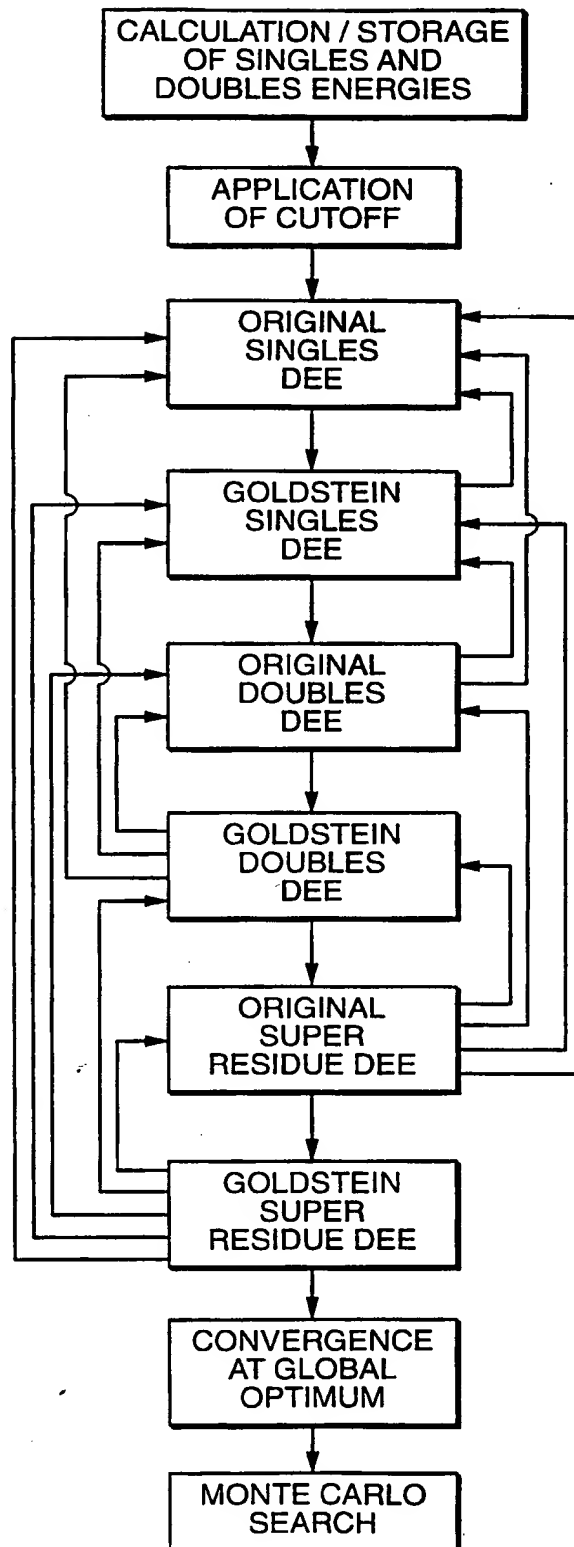 CALCULATION / STORAGE
OF SINGLES AND
DOUBLES ENERGIES
APPLICATION
OF CUTOFF
ORIGINAL
SINGLES
DEE
GOLDSTEIN
SINGLES
DEE
ORIGINAL
DOUBLES
DEE
GOLDSTEIN
DOUBLES
DEE
ORIGINAL
SUPER
RESIDUE DEE
GOLDSTEIN
SUPER
RESIDUE DEE
CONVERGENCE
AT GLOBAL
OPTIMUM
MONTE CARLO
SEARCH